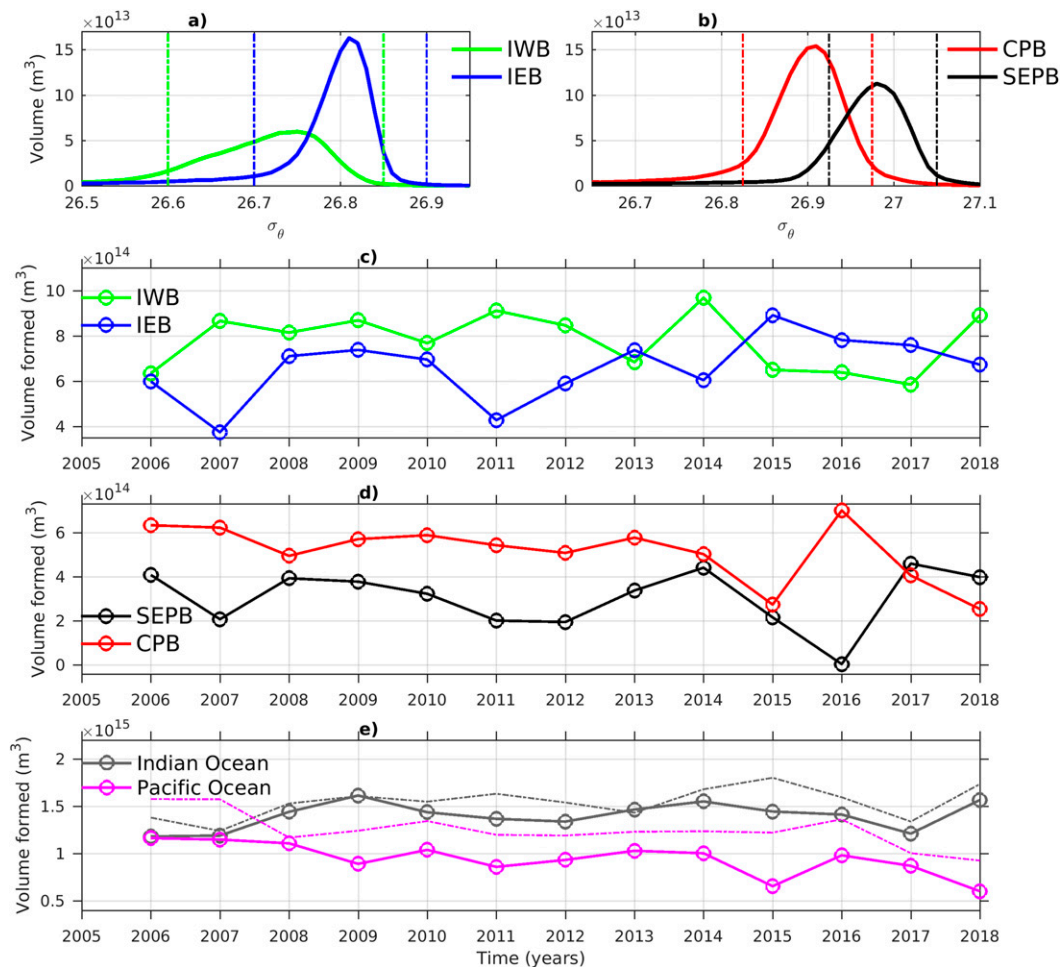 ×10¹³ a) ×10¹³ b)
Volume (m³)
15
10
5
0
IWB
IEB
15
10
5
0
CPB
SEPB
26.5 26.6 26.7 26.8 26.9
σθ
26.7 26.8 26.9 27 27.1
σθ
×10¹⁴ c)
Volume formed (m³)
10
8
6
4
IWB
IEB
2005 2006 2007 2008 2009 2010 2011 2012 2013 2014 2015 2016 2017 2018
×10¹⁴ d)
Volume formed (m³)
6
4
2
0
SEPB
CPB
2005 2006 2007 2008 2009 2010 2011 2012 2013 2014 2015 2016 2017 2018
×10¹⁵ e)
Volume formed (m³)
2
1.5
1
0.5
Indian Ocean
Pacific Ocean
2005 2006 2007 2008 2009 2010 2011 2012 2013 2014 2015 2016 2017 2018
Time (years)